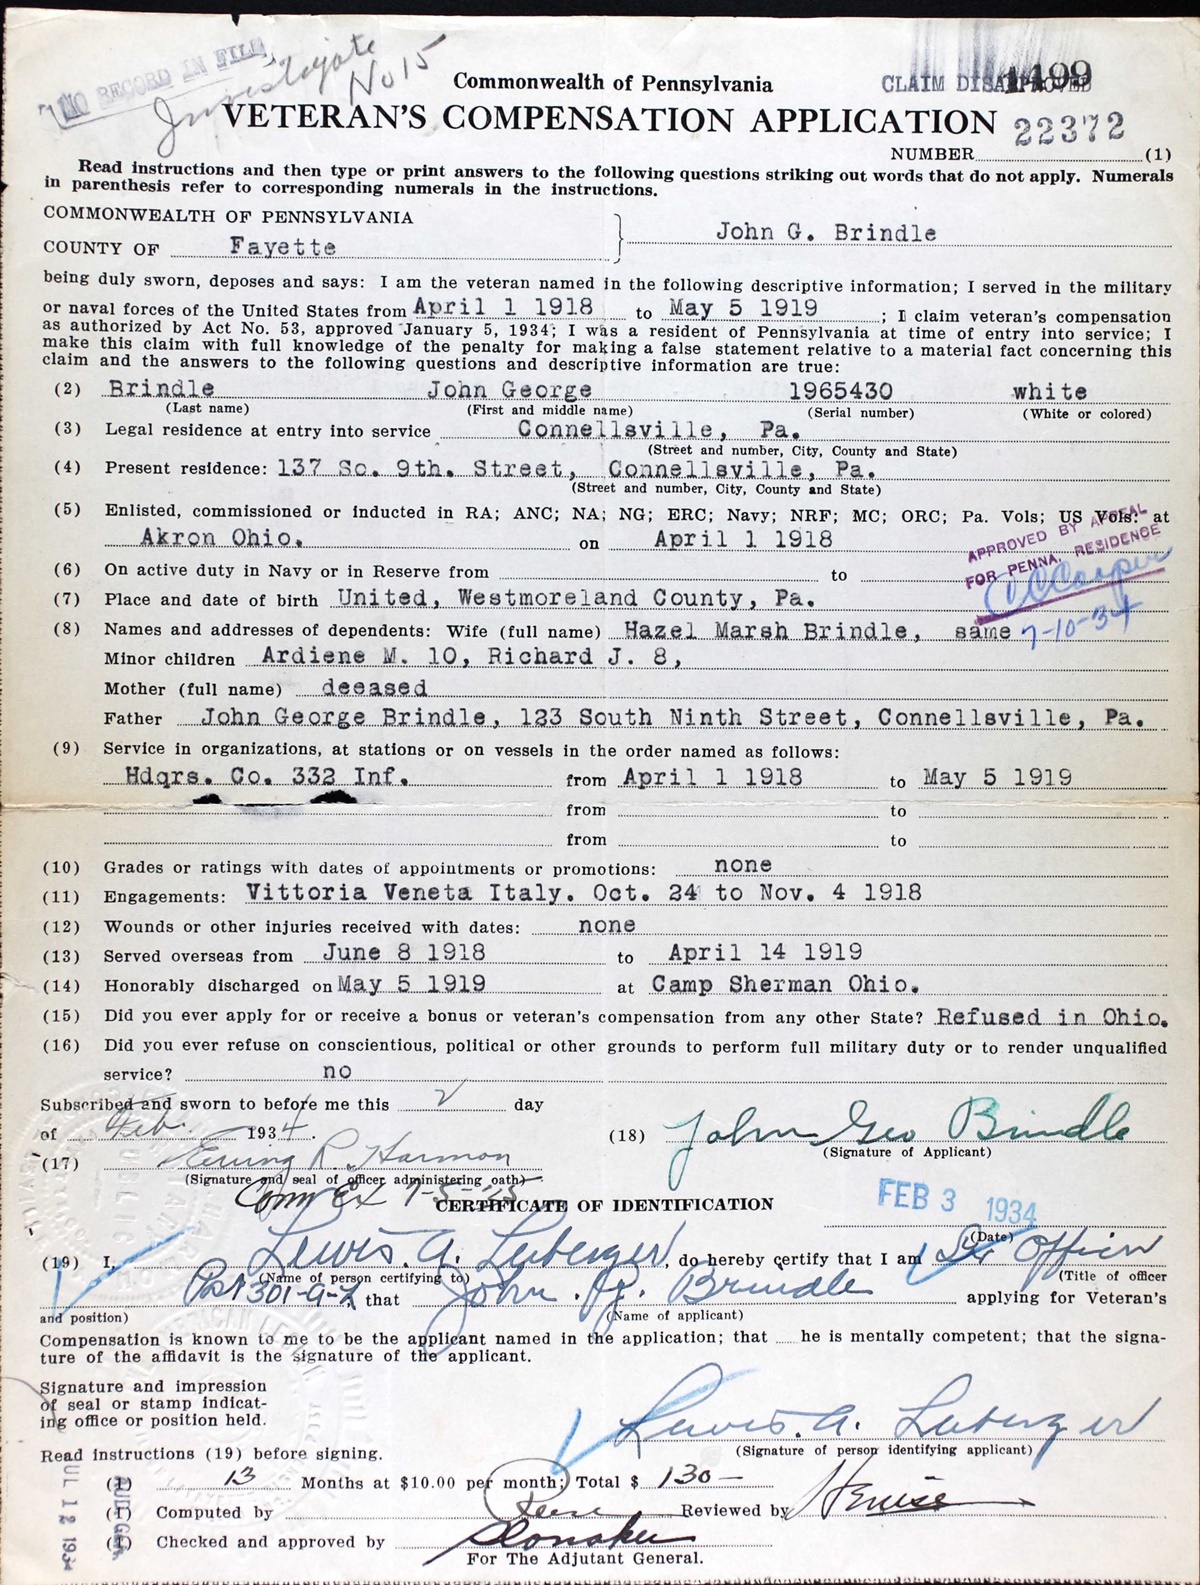 NO RECORD IN FILE
Investigate
No 15
Commonwealth of Pennsylvania
CLAIM DISAPPROVED
1499
VETERAN'S COMPENSATION APPLICATION
22372
NUMBER (1)
Read instructions and then type or print answers to the following questions striking out words that do not apply. Numerals
in parenthesis refer to corresponding numerals in the instructions.
COMMONWEALTH OF PENNSYLVANIA
John G. Brindle
COUNTY OF Fayette
being duly sworn, deposes and says: I am the veteran named in the following descriptive information; I served in the military
or naval forces of the United States from April 1 1918 to May 5 1919 ; I claim veteran's compensation
as authorized by Act No. 53, approved January 5, 1934; I was a resident of Pennsylvania at time of entry into service; I
make this claim with full knowledge of the penalty for making a false statement relative to a material fact concerning this
claim and the answers to the following questions and descriptive information are true:
(2) Brindle John George 1965430 white
(Last name) (First and middle name) (Serial number) (White or colored)
(3) Legal residence at entry into service Connellsville, Pa.
(Street and number, City, County and State)
(4) Present residence: 137 So. 9th. Street, Connellsville, Pa.
(Street and number, City, County and State)
(5) Enlisted, commissioned or inducted in RA; ANC; NA; NG; ERC; Navy; NRF; MC; ORC; Pa. Vols; US Vols: at
Akron Ohio. on April 1 1918
APPROVED BY APPEAL
FOR PENNA. RESIDENCE
(6) On active duty in Navy or in Reserve from to
(7) Place and date of birth United, Westmoreland County, Pa.
(8) Names and addresses of dependents: Wife (full name) Hazel Marsh Brindle, same
7-10-34
Minor children Ardiene M. 10, Richard J. 8,
Mother (full name) deeased
Father John George Brindle, 123 South Ninth Street, Connellsville, Pa.
(9) Service in organizations, at stations or on vessels in the order named as follows:
Hdqrs. Co. 332 Inf. from April 1 1918 to May 5 1919
from to
from to
(10) Grades or ratings with dates of appointments or promotions: none
(11) Engagements: Vittoria Veneta Italy. Oct. 24 to Nov. 4 1918
(12) Wounds or other injuries received with dates: none
(13) Served overseas from June 8 1918 to April 14 1919
(14) Honorably discharged on May 5 1919 at Camp Sherman Ohio.
(15) Did you ever apply for or receive a bonus or veteran's compensation from any other State? Refused in Ohio.
(16) Did you ever refuse on conscientious, political or other grounds to perform full military duty or to render unqualified
service? no
Subscribed and sworn to before me this 2 day
of Feb. 1934.
(18) John Geo Brindle
(Signature of Applicant)
(17) Ewing R. Harmon
(Signature and seal of officer administering oath)
Comm Ex 7-5-
CERTIFICATE OF IDENTIFICATION
FEB 3 1934
(Date)
(19) I, Lewis A. Luberger, do hereby certify that I am Ser Officer
(Name of person certifying to) (Title of officer
Post 301-A-L that John G. Brindle applying for Veteran's
and position) (Name of applicant)
Compensation is known to me to be the applicant named in the application; that he is mentally competent; that the signa-
ture of the affidavit is the signature of the applicant.
Signature and impression
of seal or stamp indicat-
ing office or position held.
Lewis A. Luberger
(Signature of person identifying applicant)
Read instructions (19) before signing.
(1) 13 Months at $10.00 per month; Total $ 130—
(1) Computed by Reviewed by
(1) Checked and approved by Slonaker
For The Adjutant General.
JUL 12 1934